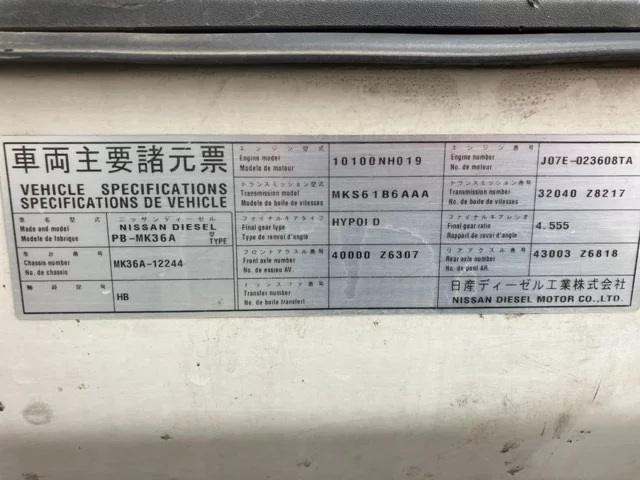 車両主要諸元票
VEHICLE SPECIFICATIONS
SPECIFICATIONS DE VEHICLE
車名型式
Made and model
Modele de fabrique
ニッサンディーゼル
NISSAN DIESEL
PB-MK36A
型
TYPE
車台番号
Chassis number
No. de chassis
MK36A-12244
HB
エンジン型式
Engine model
Modele de moteur
10100NH019
エンジン番号
Engine number
No. de moteur
J07E-023608TA
トランスミッション型式
Transmission model
Modele de boite de vitesses
MKS61B6AAA
トランスミッション番号
Transmission number
No. de boite de vitesses
32040 Z8217
ファイナルギアタイプ
Final gear type
Type de renvoi d'angle
HYPOID
ファイナルギアレシオ
Final gear ratio
Rapport de renvoi d'angle
4.555
フロントアクスル番号
Front axle number
No. de essieu AV.
40000 Z6307
リアアクスル番号
Rear axle number
No. de pont AR.
43003 Z6818
トランスファ番号
Transfer number
No. de boite transfert
日産ディーゼル工業株式会社
NISSAN DIESEL MOTOR CO.,LTD.